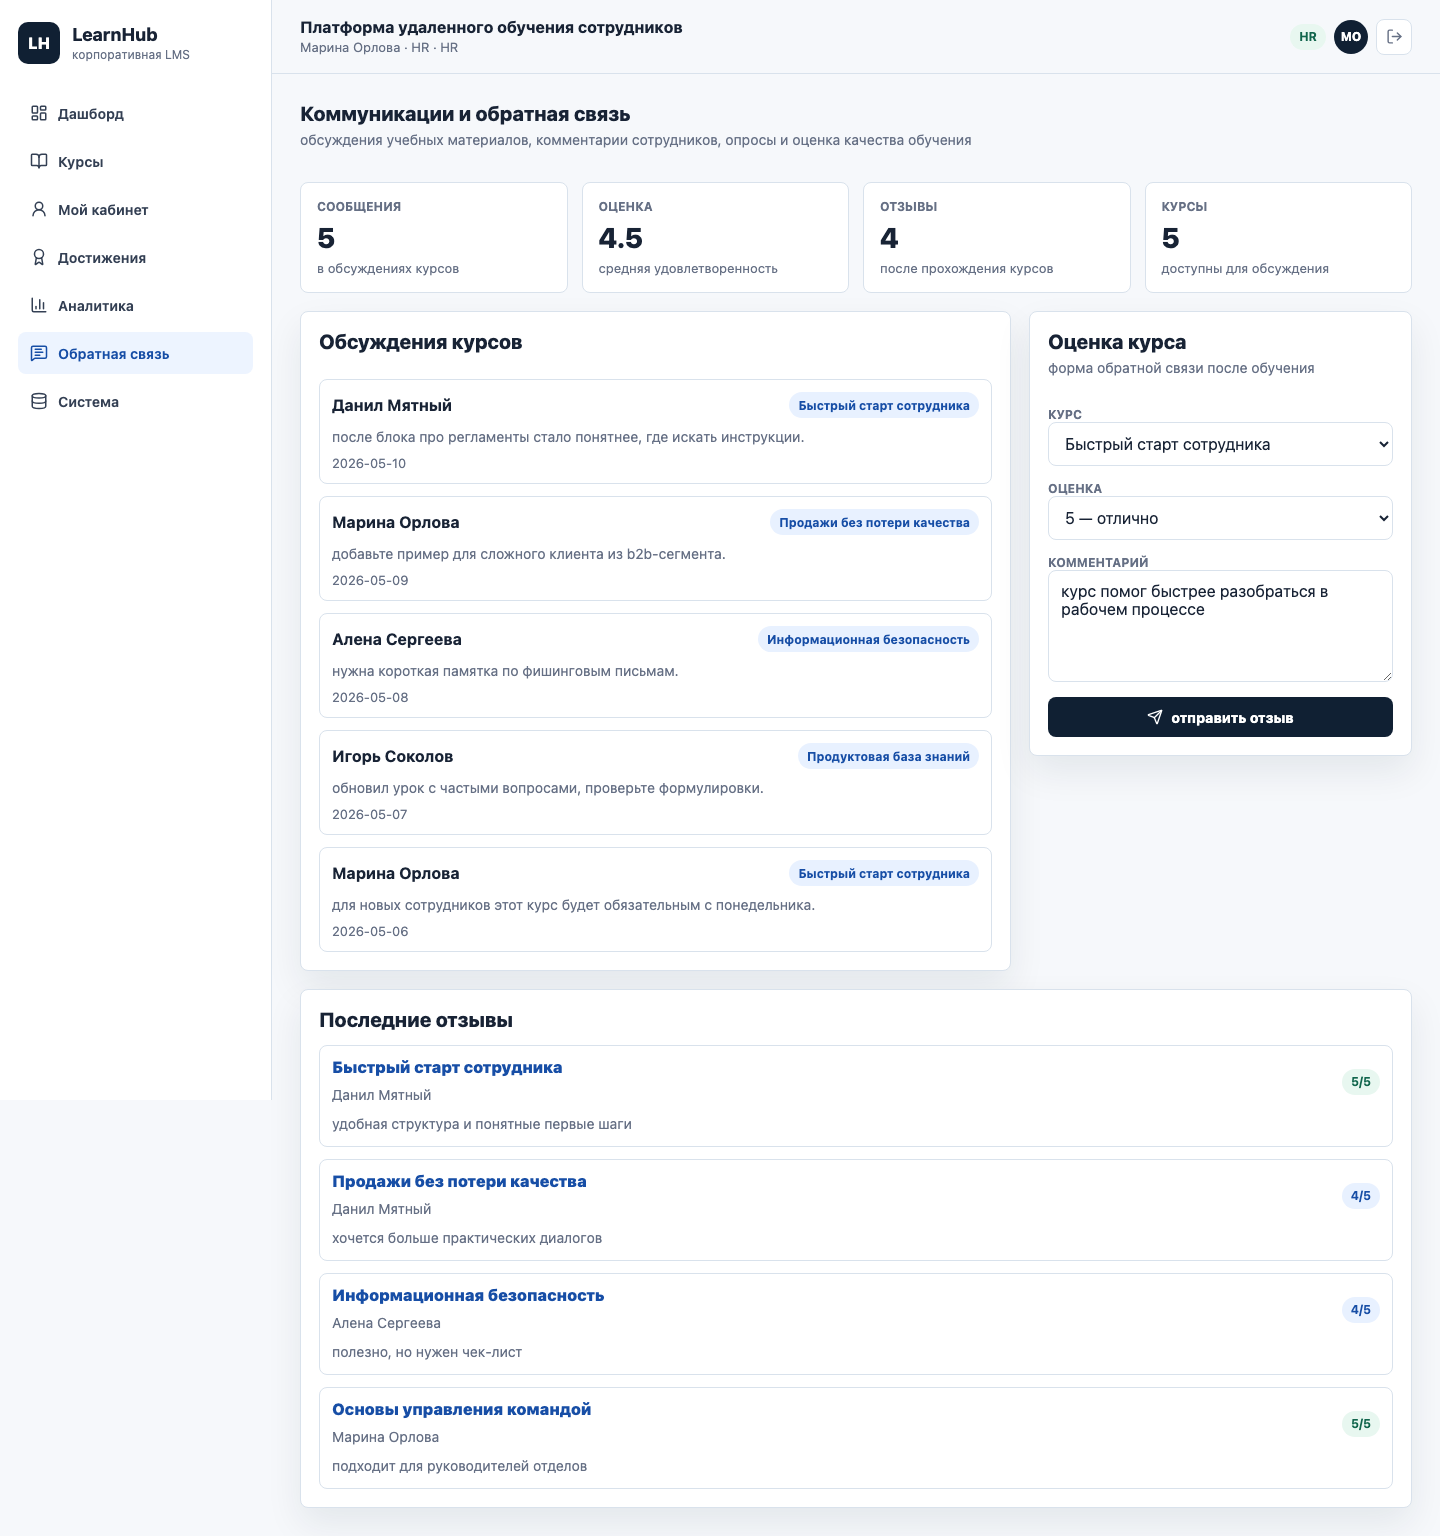 LH
LearnHub
корпоративная LMS
Дашборд
Курсы
Мой кабинет
Достижения
Аналитика
Обратная связь
Система
Платформа удаленного обучения сотрудников
Марина Орлова · HR · HR
HR
МО
Коммуникации и обратная связь
обсуждения учебных материалов, комментарии сотрудников, опросы и оценка качества обучения
СООБЩЕНИЯ
5
в обсуждениях курсов
ОЦЕНКА
4.5
средняя удовлетворенность
ОТЗЫВЫ
4
после прохождения курсов
КУРСЫ
5
доступны для обсуждения
Обсуждения курсов
Данил Мятный
Быстрый старт сотрудника
после блока про регламенты стало понятнее, где искать инструкции.
2026-05-10
Марина Орлова
Продажи без потери качества
добавьте пример для сложного клиента из b2b-сегмента.
2026-05-09
Алена Сергеева
Информационная безопасность
нужна короткая памятка по фишинговым письмам.
2026-05-08
Игорь Соколов
Продуктовая база знаний
обновил урок с частыми вопросами, проверьте формулировки.
2026-05-07
Марина Орлова
Быстрый старт сотрудника
для новых сотрудников этот курс будет обязательным с понедельника.
2026-05-06
Оценка курса
форма обратной связи после обучения
КУРС
Быстрый старт сотрудника
ОЦЕНКА
5 — отлично
КОММЕНТАРИЙ
курс помог быстрее разобраться в
рабочем процессе
отправить отзыв
Последние отзывы
Быстрый старт сотрудника
Данил Мятный
удобная структура и понятные первые шаги
5/5
Продажи без потери качества
Данил Мятный
хочется больше практических диалогов
4/5
Информационная безопасность
Алена Сергеева
полезно, но нужен чек-лист
4/5
Основы управления командой
Марина Орлова
подходит для руководителей отделов
5/5